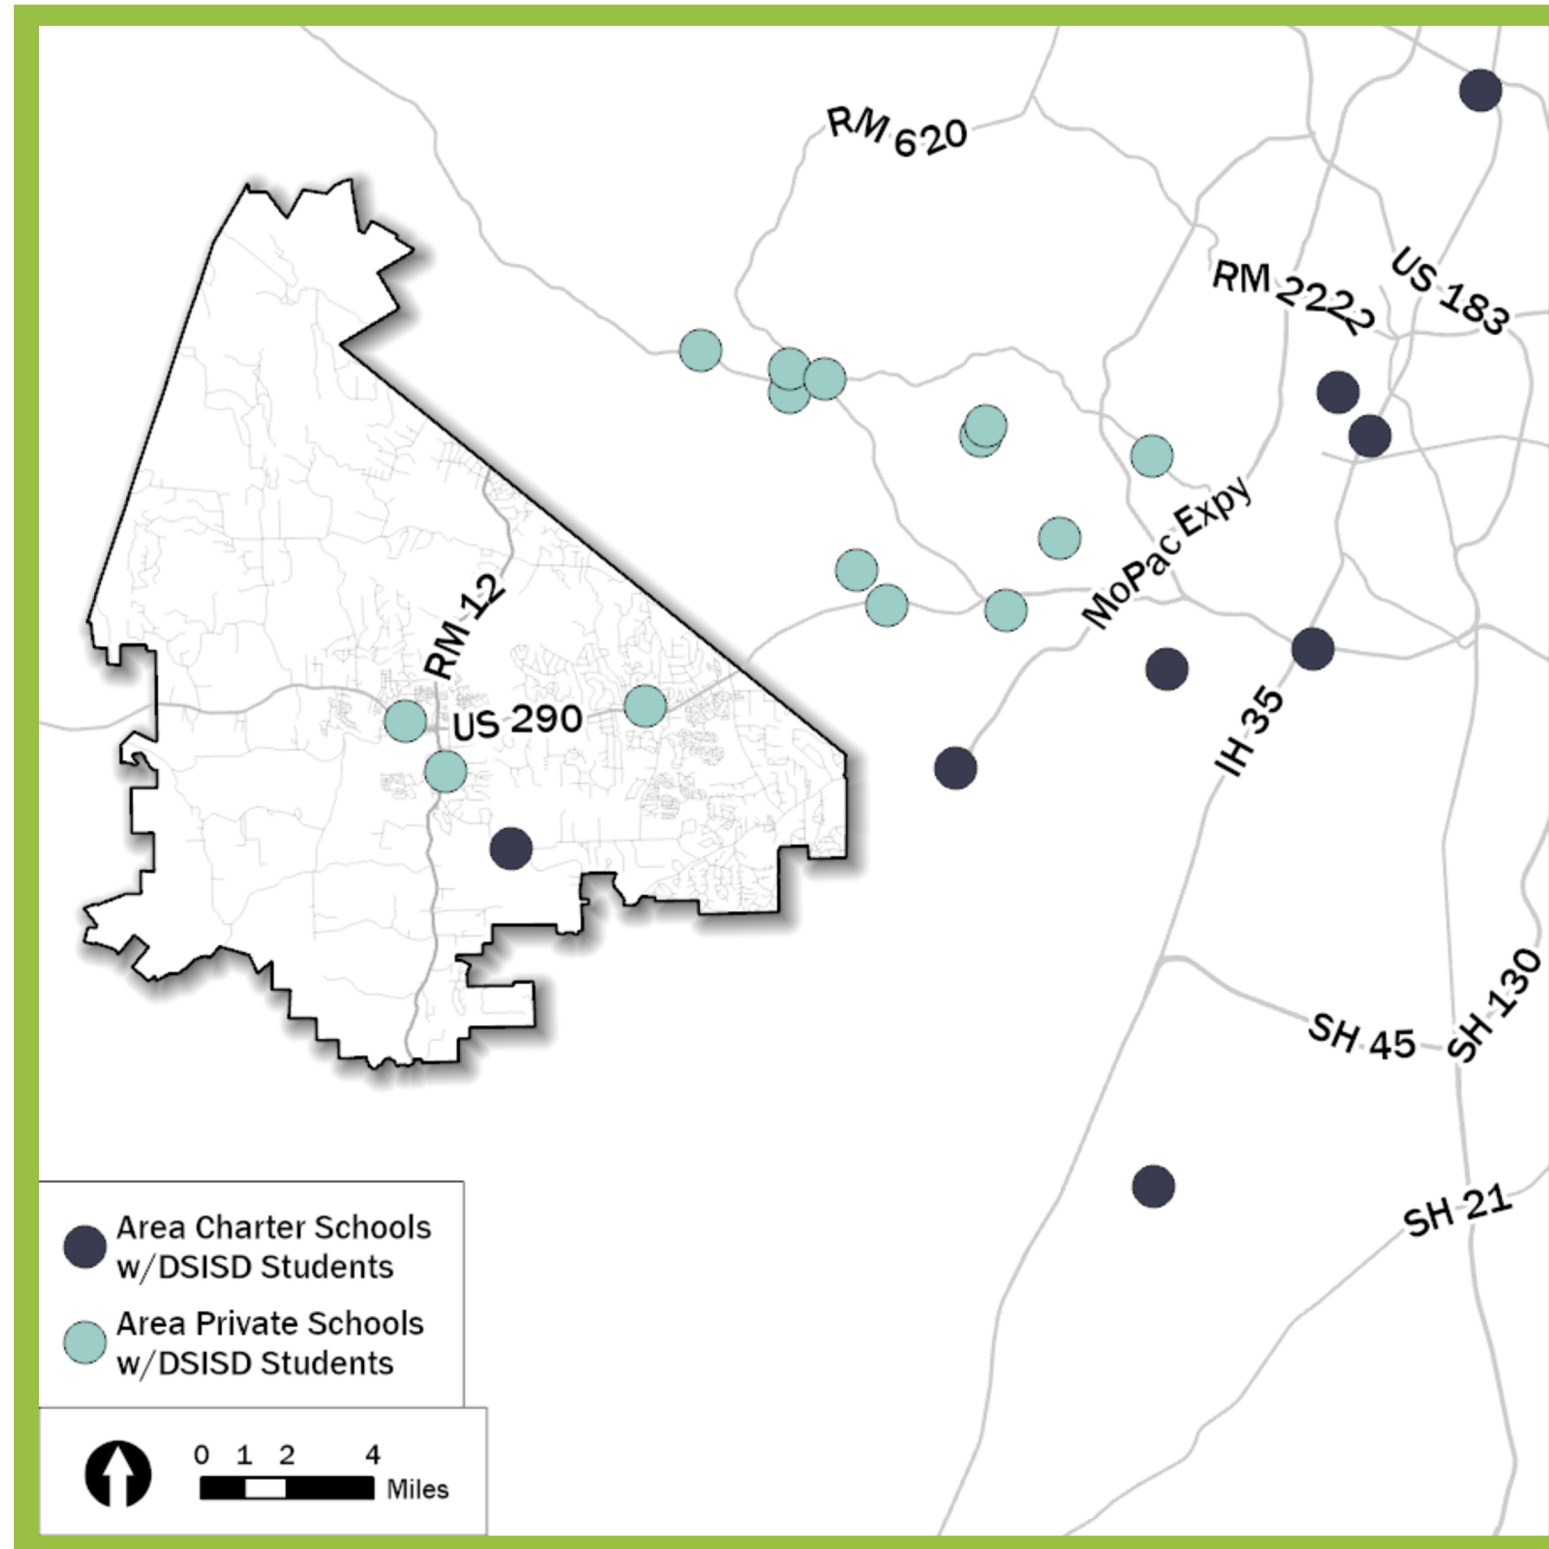 RM 620
RM 2222
US 183
MoPac Expy
RM 12
US 290
IH 35
SH 130
SH 45
SH 21
Area Charter Schools
w/DSISD Students
Area Private Schools
w/DSISD Students
0 1 2 4
Miles